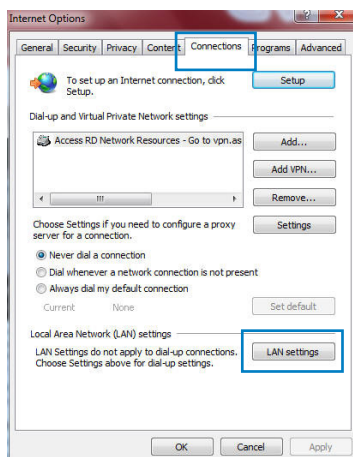 Internet Options
General Security Privacy Content Connections Programs Advanced
To set up an Internet connection, click
Setup.
Setup
Dial-up and Virtual Private Network settings
Access RD Network Resources - Go to vpn.as
Add...
Add VPN...
Remove...
Choose Settings if you need to configure a proxy
server for a connection.
Settings
Never dial a connection
Dial whenever a network connection is not present
Always dial my default connection
Current None
Set default
Local Area Network (LAN) settings
LAN Settings do not apply to dial-up connections.
Choose Settings above for dial-up settings.
LAN settings
OK Cancel Apply